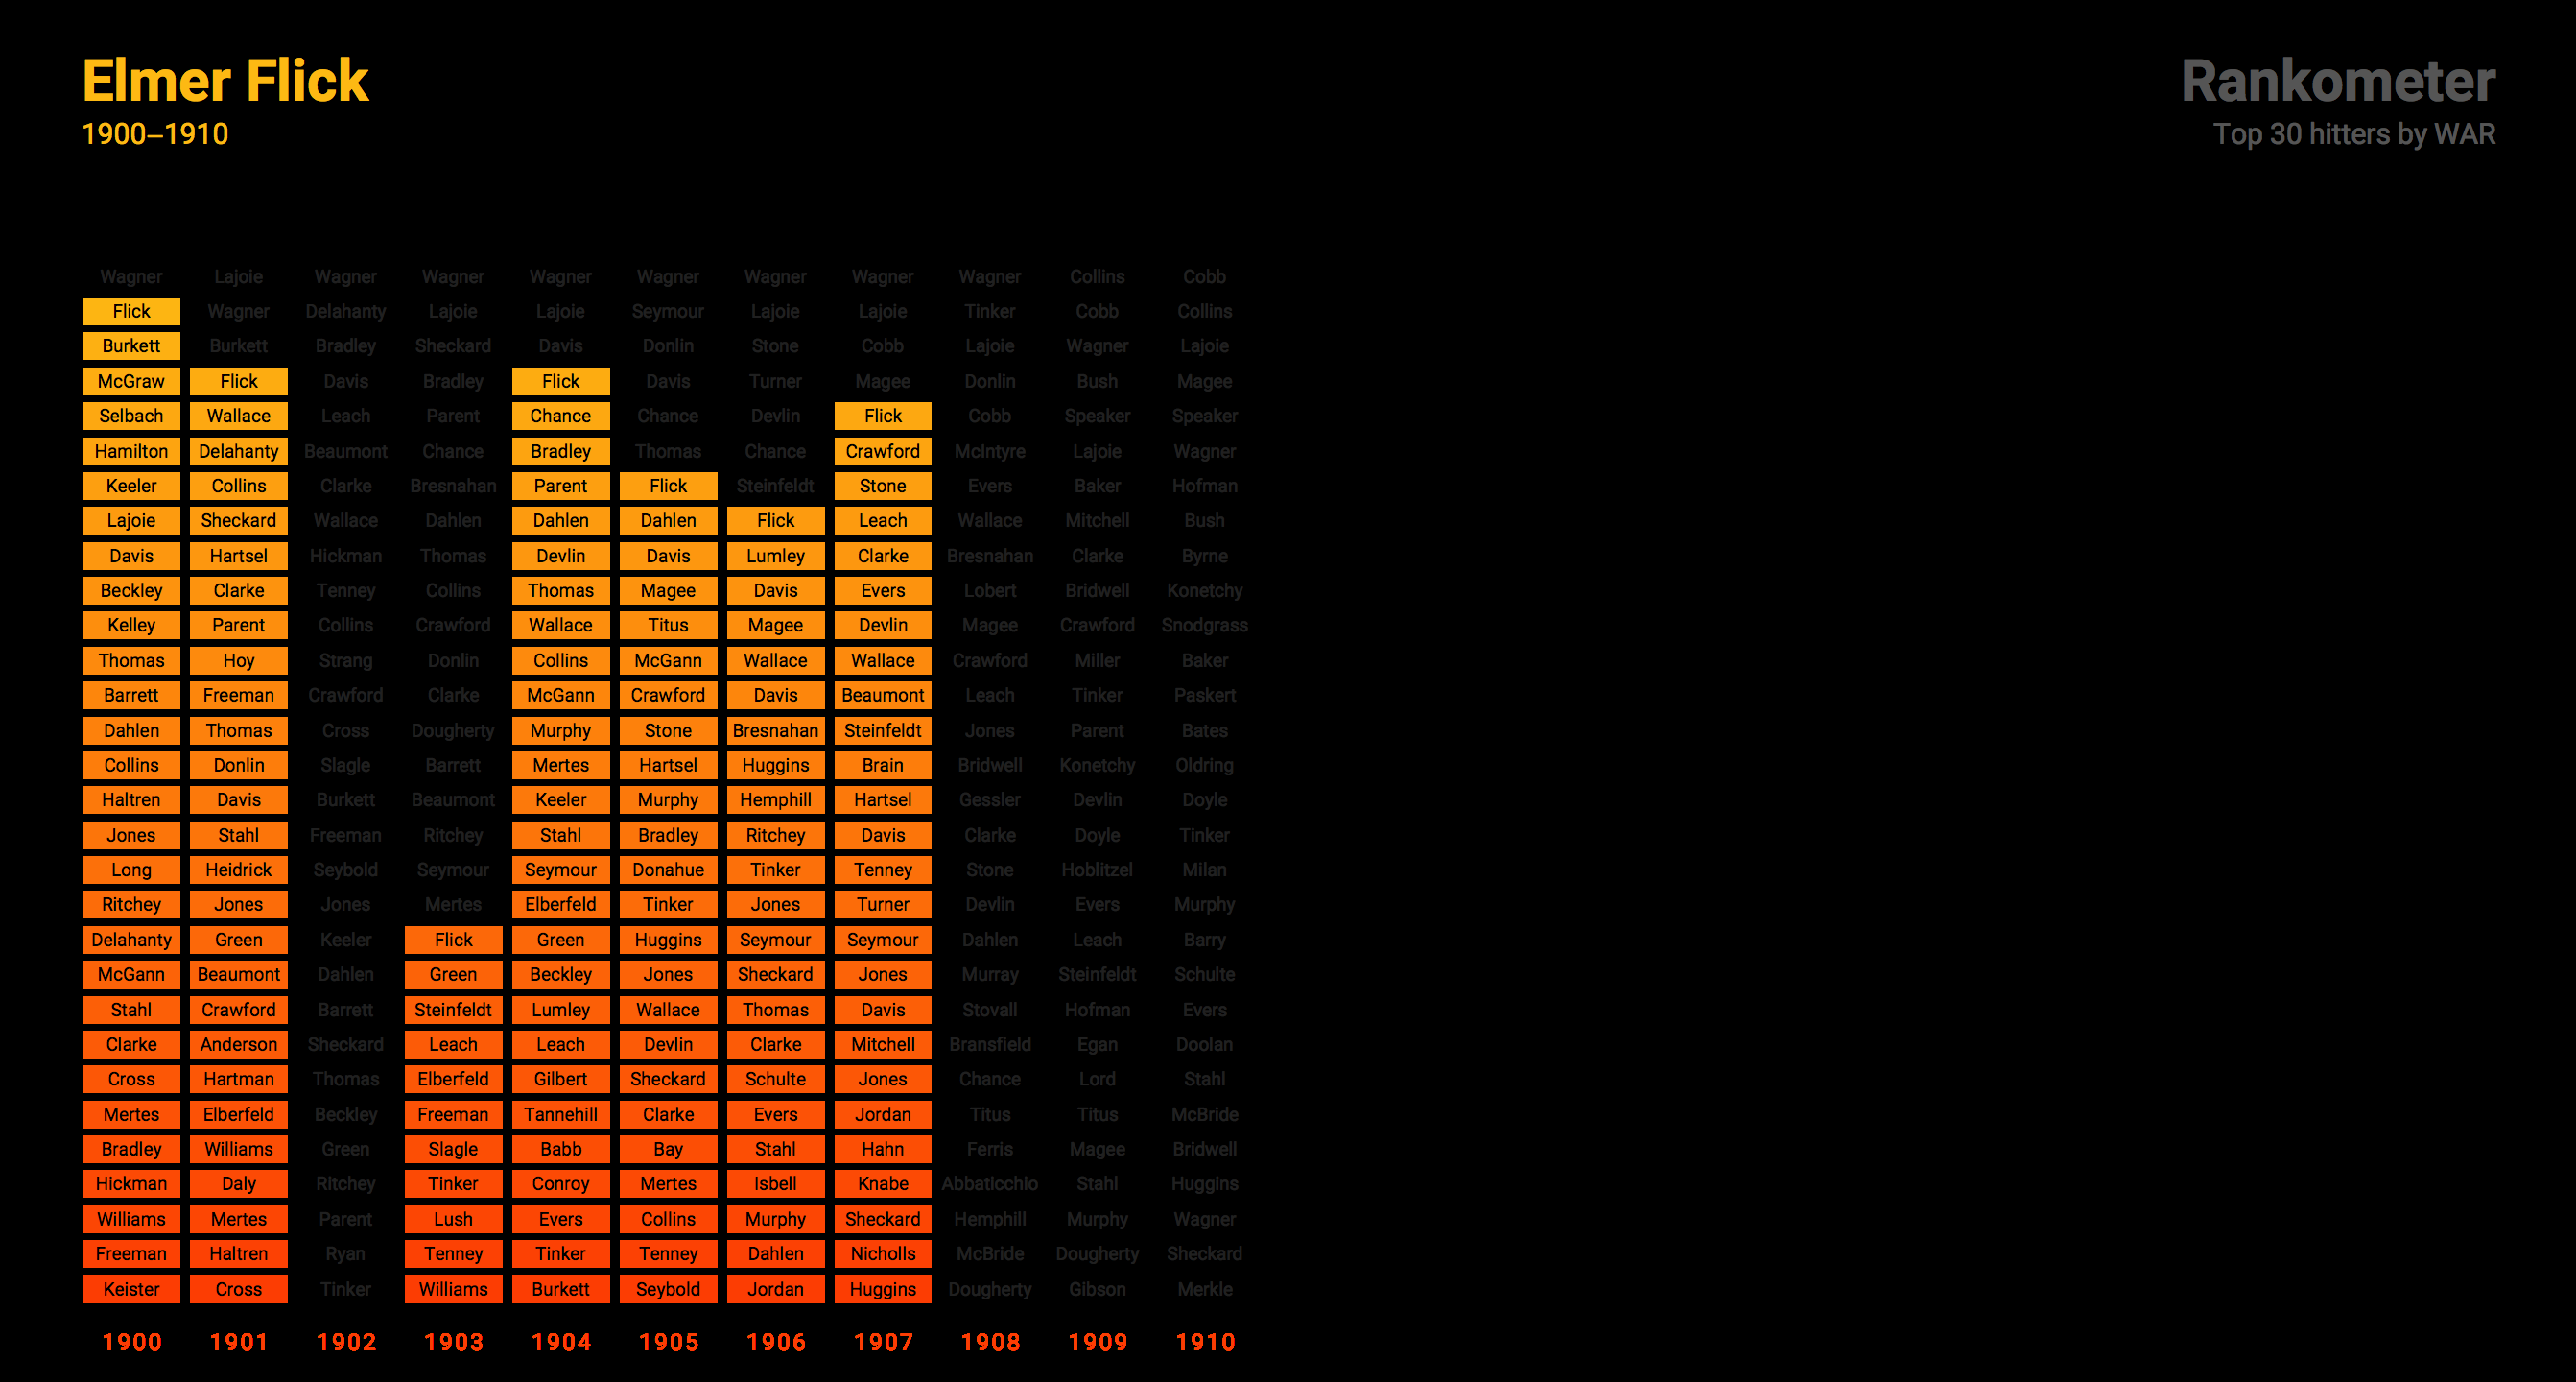 Elmer Flick
1900–1910
Rankometer
Top 30 hitters by WAR
Wagner Lajoie Wagner Wagner Wagner Wagner Wagner Wagner Wagner Collins Cobb
Flick Wagner Delahanty Lajoie Lajoie Seymour Lajoie Lajoie Tinker Cobb Collins
Burkett Burkett Bradley Sheckard Davis Donlin Stone Cobb Lajoie Wagner Lajoie
McGraw Flick Davis Bradley Flick Davis Turner Magee Donlin Bush Magee
Selbach Wallace Leach Parent Chance Chance Devlin Flick Cobb Speaker Speaker
Hamilton Delahanty Beaumont Chance Bradley Thomas Chance Crawford McIntyre Lajoie Wagner
Keeler Collins Clarke Bresnahan Parent Flick Steinfeldt Stone Evers Baker Hofman
Lajoie Sheckard Wallace Dahlen Dahlen Dahlen Flick Leach Wallace Mitchell Bush
Davis Hartsel Hickman Thomas Devlin Davis Lumley Clarke Bresnahan Clarke Byrne
Beckley Clarke Tenney Collins Thomas Magee Davis Evers Lobert Bridwell Konetchy
Kelley Parent Collins Crawford Wallace Titus Magee Devlin Magee Crawford Snodgrass
Thomas Hoy Strang Donlin Collins McGann Wallace Wallace Crawford Miller Baker
Barrett Freeman Crawford Clarke McGann Crawford Davis Beaumont Leach Tinker Paskert
Dahlen Thomas Cross Dougherty Murphy Stone Bresnahan Steinfeldt Jones Parent Bates
Collins Donlin Slagle Barrett Mertes Hartsel Huggins Brain Bridwell Konetchy Oldring
Haltren Davis Burkett Beaumont Keeler Murphy Hemphill Hartsel Gessler Devlin Doyle
Jones Stahl Freeman Ritchey Stahl Bradley Ritchey Davis Clarke Doyle Tinker
Long Heidrick Seybold Seymour Seymour Donahue Tinker Tenney Stone Hoblitzel Milan
Ritchey Jones Jones Mertes Elberfeld Tinker Jones Turner Devlin Evers Murphy
Delahanty Green Keeler Flick Green Huggins Seymour Seymour Dahlen Leach Barry
McGann Beaumont Dahlen Green Beckley Jones Sheckard Jones Murray Steinfeldt Schulte
Stahl Crawford Barrett Steinfeldt Lumley Wallace Thomas Davis Stovall Hofman Evers
Clarke Anderson Sheckard Leach Leach Devlin Clarke Mitchell Bransfield Egan Doolan
Cross Hartman Thomas Elberfeld Gilbert Sheckard Schulte Jones Chance Lord Stahl
Mertes Elberfeld Beckley Freeman Tannehill Clarke Evers Jordan Titus Titus McBride
Bradley Williams Green Slagle Babb Bay Stahl Hahn Ferris Magee Bridwell
Hickman Daly Ritchey Tinker Conroy Mertes Isbell Knabe Abbaticchio Stahl Huggins
Williams Mertes Parent Lush Evers Collins Murphy Sheckard Hemphill Murphy Wagner
Freeman Haltren Ryan Tenney Tinker Tenney Dahlen Nicholls McBride Dougherty Sheckard
Keister Cross Tinker Williams Burkett Seybold Jordan Huggins Dougherty Gibson Merkle
1900 1901 1902 1903 1904 1905 1906 1907 1908 1909 1910